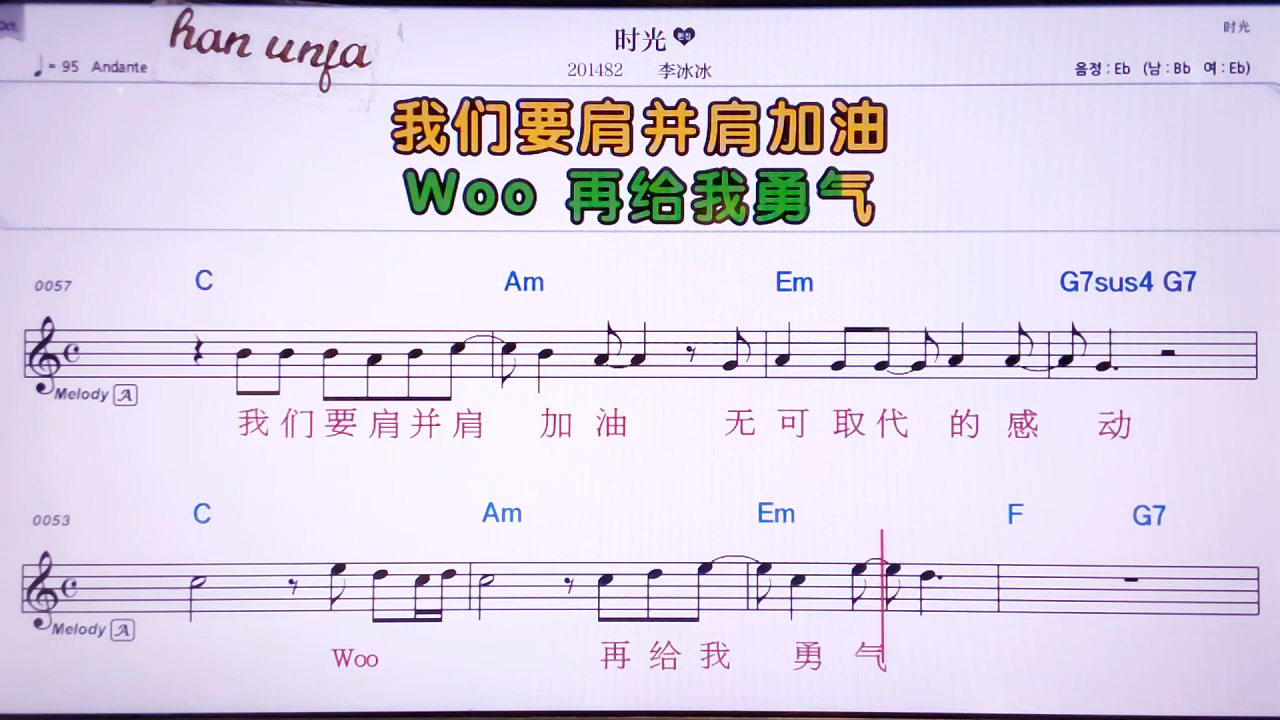 han unja
时光
时光
♩= 95 Andante
201482 李冰冰
음정 : Eb (남 : Bb 여 : Eb)
我们要肩并肩加油
Woo 再给我勇气
0057 C Am Em G7sus4 G7
Melody A
我们要肩并肩 加油 无可取代的感动
0053 C Am Em F G7
Melody A
Woo 再给我 勇气